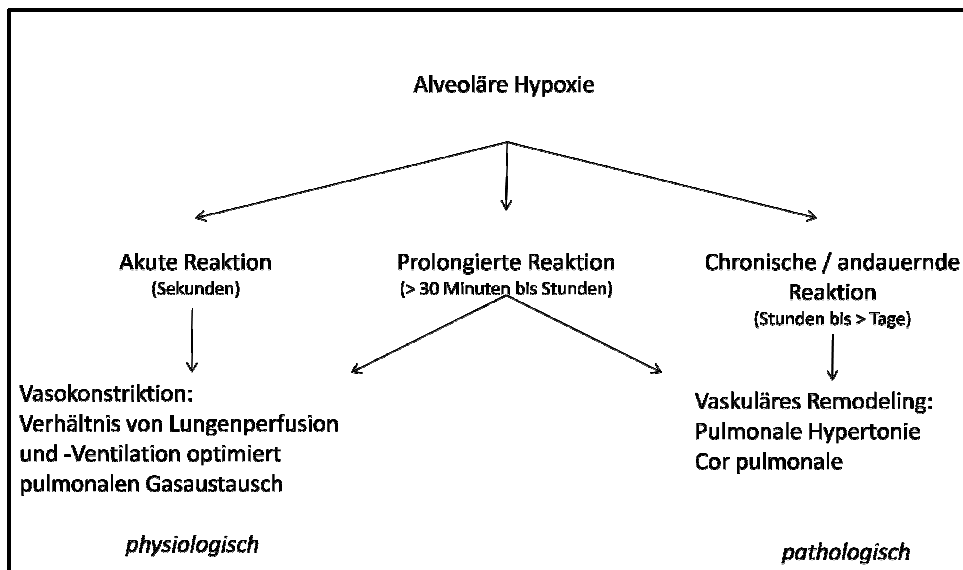 Alveoläre Hypoxie
Akute Reaktion
(Sekunden)
Prolongierte Reaktion
(> 30 Minuten bis Stunden)
Chronische / andauernde
Reaktion
(Stunden bis > Tage)
Vasokonstriktion:
Verhältnis von Lungenperfusion
und -Ventilation optimiert
pulmonalen Gasaustausch
Vaskuläres Remodeling:
Pulmonale Hypertonie
Cor pulmonale
physiologisch
pathologisch